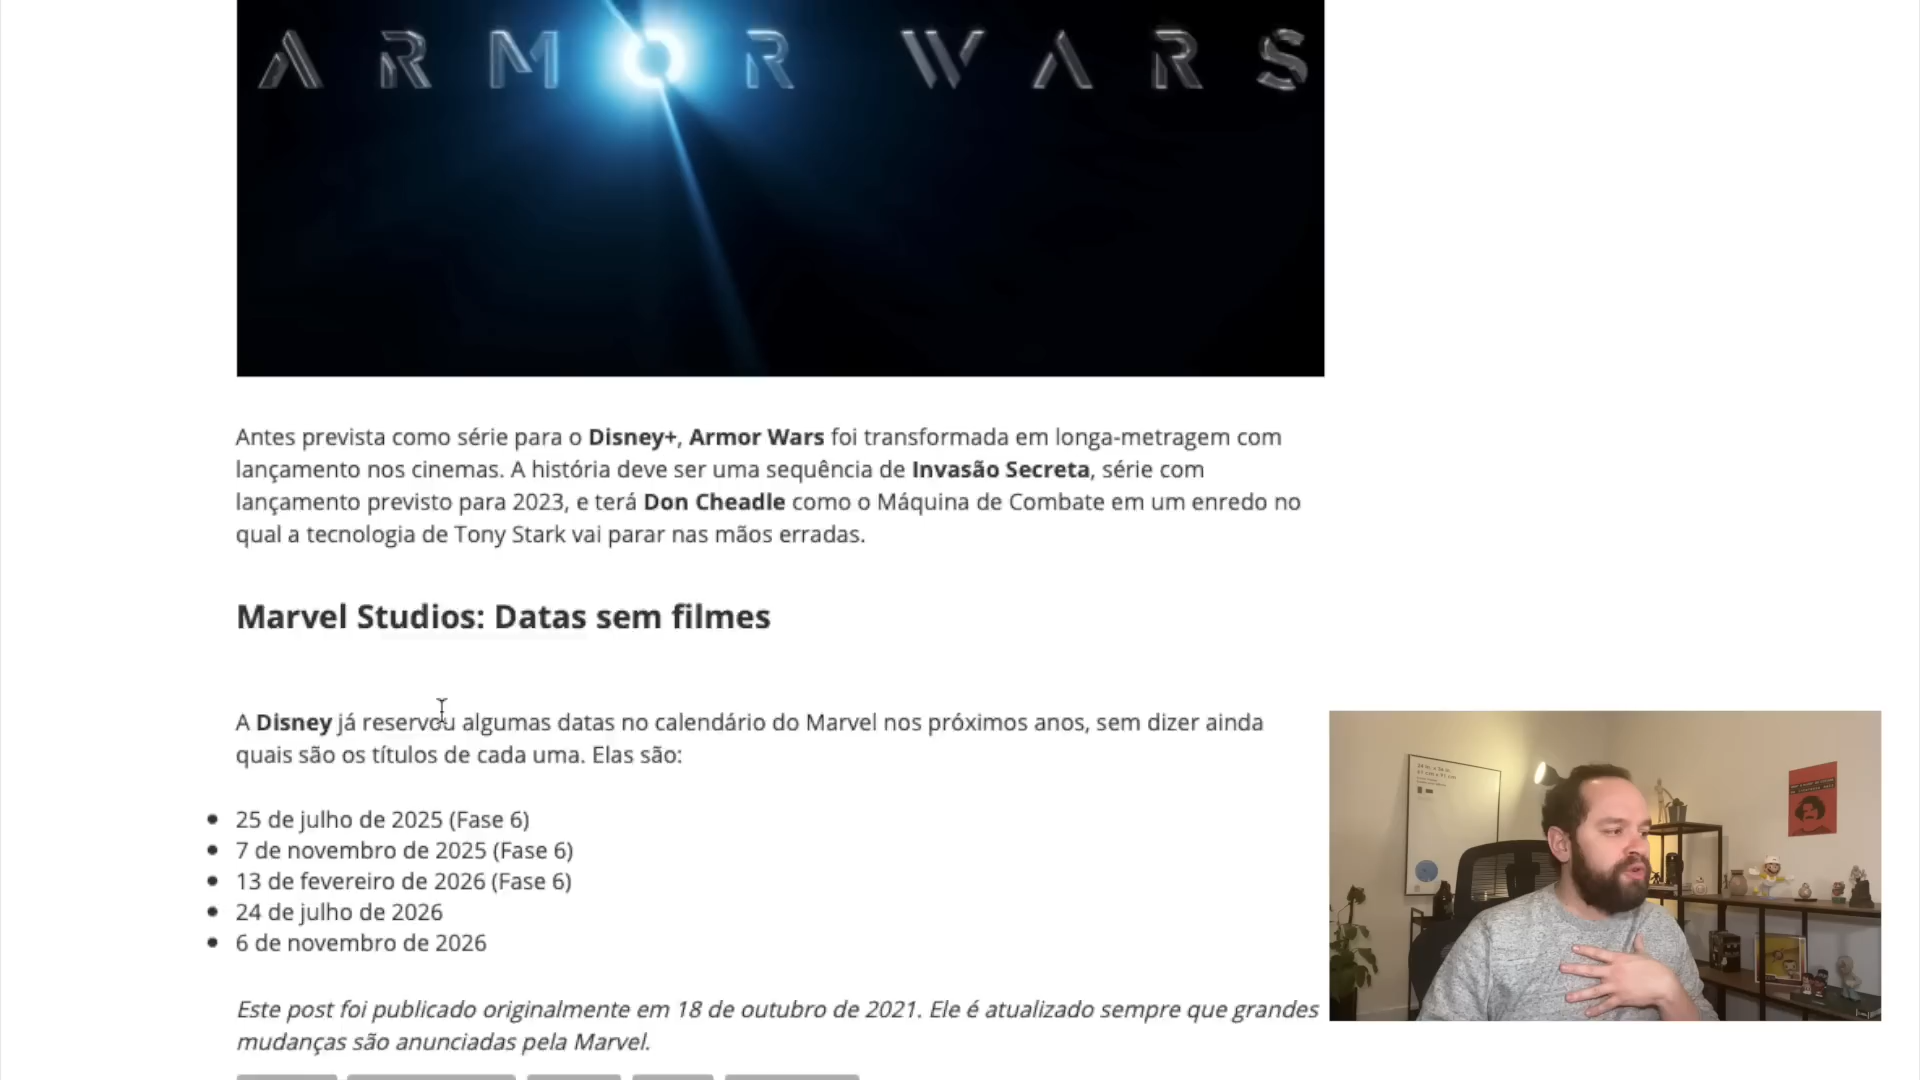 ARMOR WARS
Antes prevista como série para o Disney+, Armor Wars foi transformada em longa-metragem com
lançamento nos cinemas. A história deve ser uma sequência de Invasão Secreta, série com
lançamento previsto para 2023, e terá Don Cheadle como o Máquina de Combate em um enredo no
qual a tecnologia de Tony Stark vai parar nas mãos erradas.
Marvel Studios: Datas sem filmes
A Disney já reservou algumas datas no calendário do Marvel nos próximos anos, sem dizer ainda
quais são os títulos de cada uma. Elas são:
25 de julho de 2025 (Fase 6)
7 de novembro de 2025 (Fase 6)
13 de fevereiro de 2026 (Fase 6)
24 de julho de 2026
6 de novembro de 2026
Este post foi publicado originalmente em 18 de outubro de 2021. Ele é atualizado sempre que grandes
mudanças são anunciadas pela Marvel.